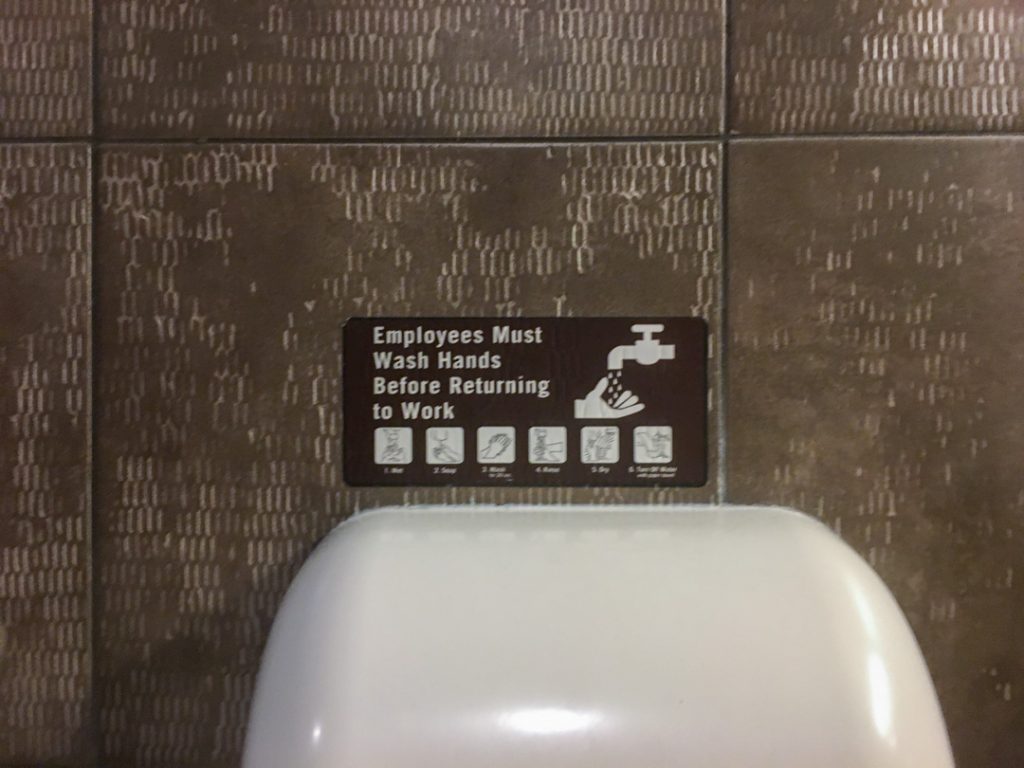 Employees Must
Wash Hands
Before Returning
to Work
1. Wet
2. Soap
3. Wash
4. Rinse
5. Dry
6. Turn Off Water